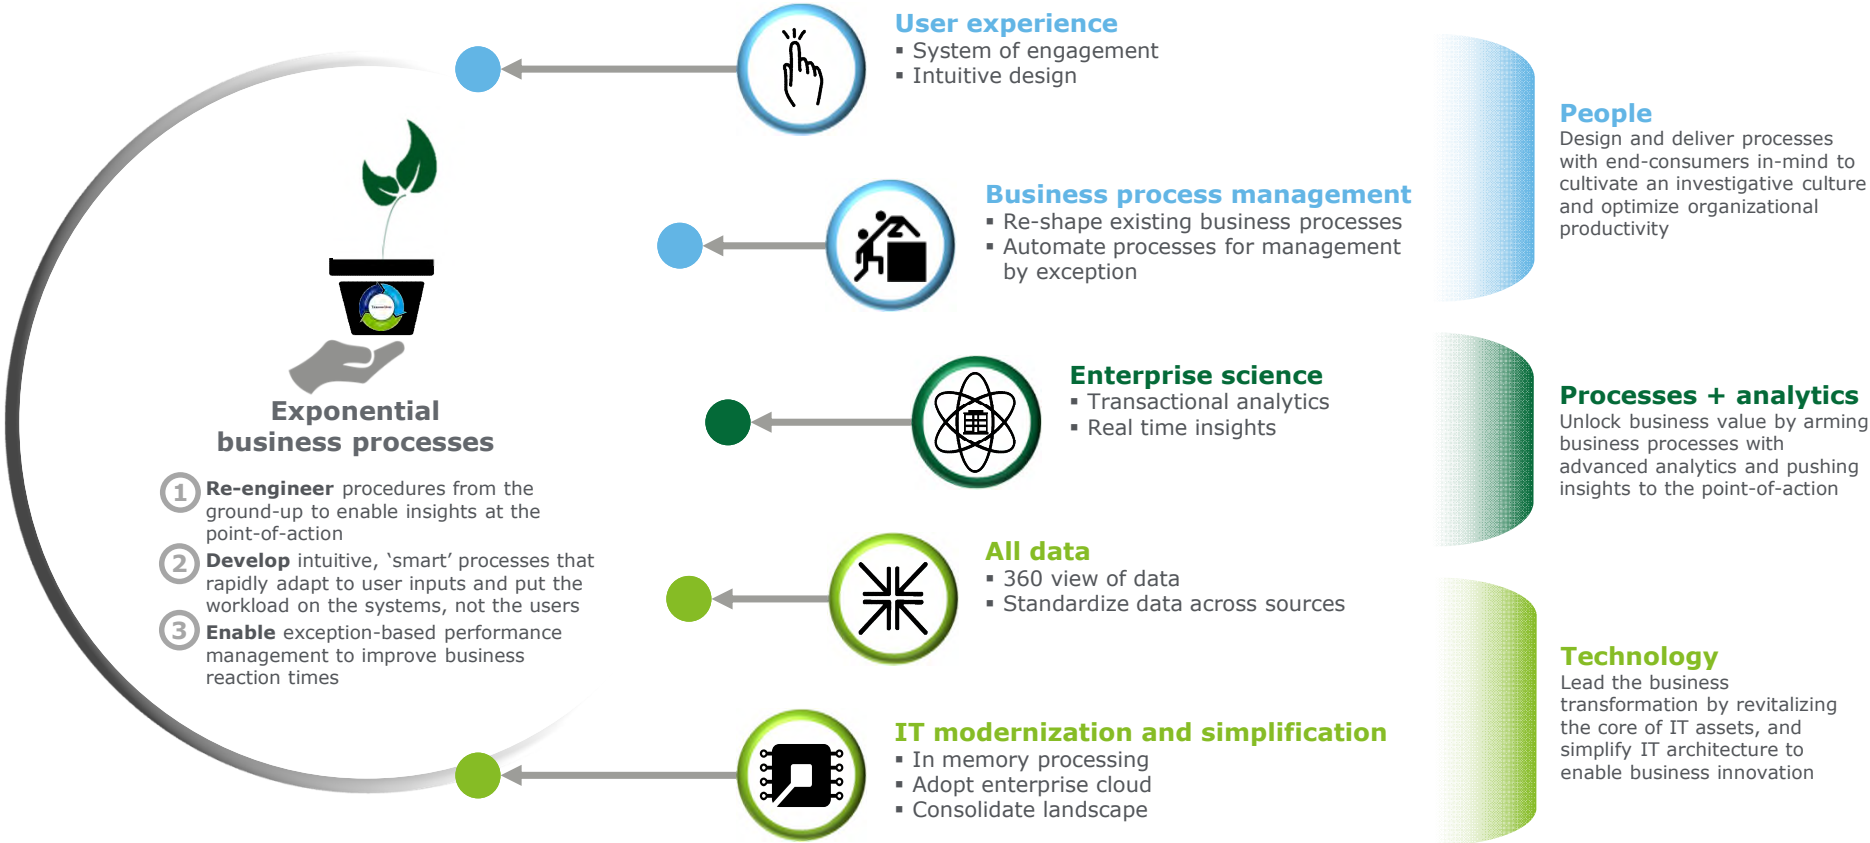 Exponential
business processes
1
Re-engineer procedures from the
ground-up to enable insights at the
point-of-action
2
Develop intuitive, ‘smart’ processes that
rapidly adapt to user inputs and put the
workload on the systems, not the users
3
Enable exception-based performance
management to improve business
reaction times
User experience
▪ System of engagement
▪ Intuitive design
Business process management
▪ Re-shape existing business processes
▪ Automate processes for management
by exception
Enterprise science
▪ Transactional analytics
▪ Real time insights
All data
▪ 360 view of data
▪ Standardize data across sources
IT modernization and simplification
▪ In memory processing
▪ Adopt enterprise cloud
▪ Consolidate landscape
People
Design and deliver processes
with end-consumers in-mind to
cultivate an investigative culture
and optimize organizational
productivity
Processes + analytics
Unlock business value by arming
business processes with
advanced analytics and pushing
insights to the point-of-action
Technology
Lead the business
transformation by revitalizing
the core of IT assets, and
simplify IT architecture to
enable business innovation